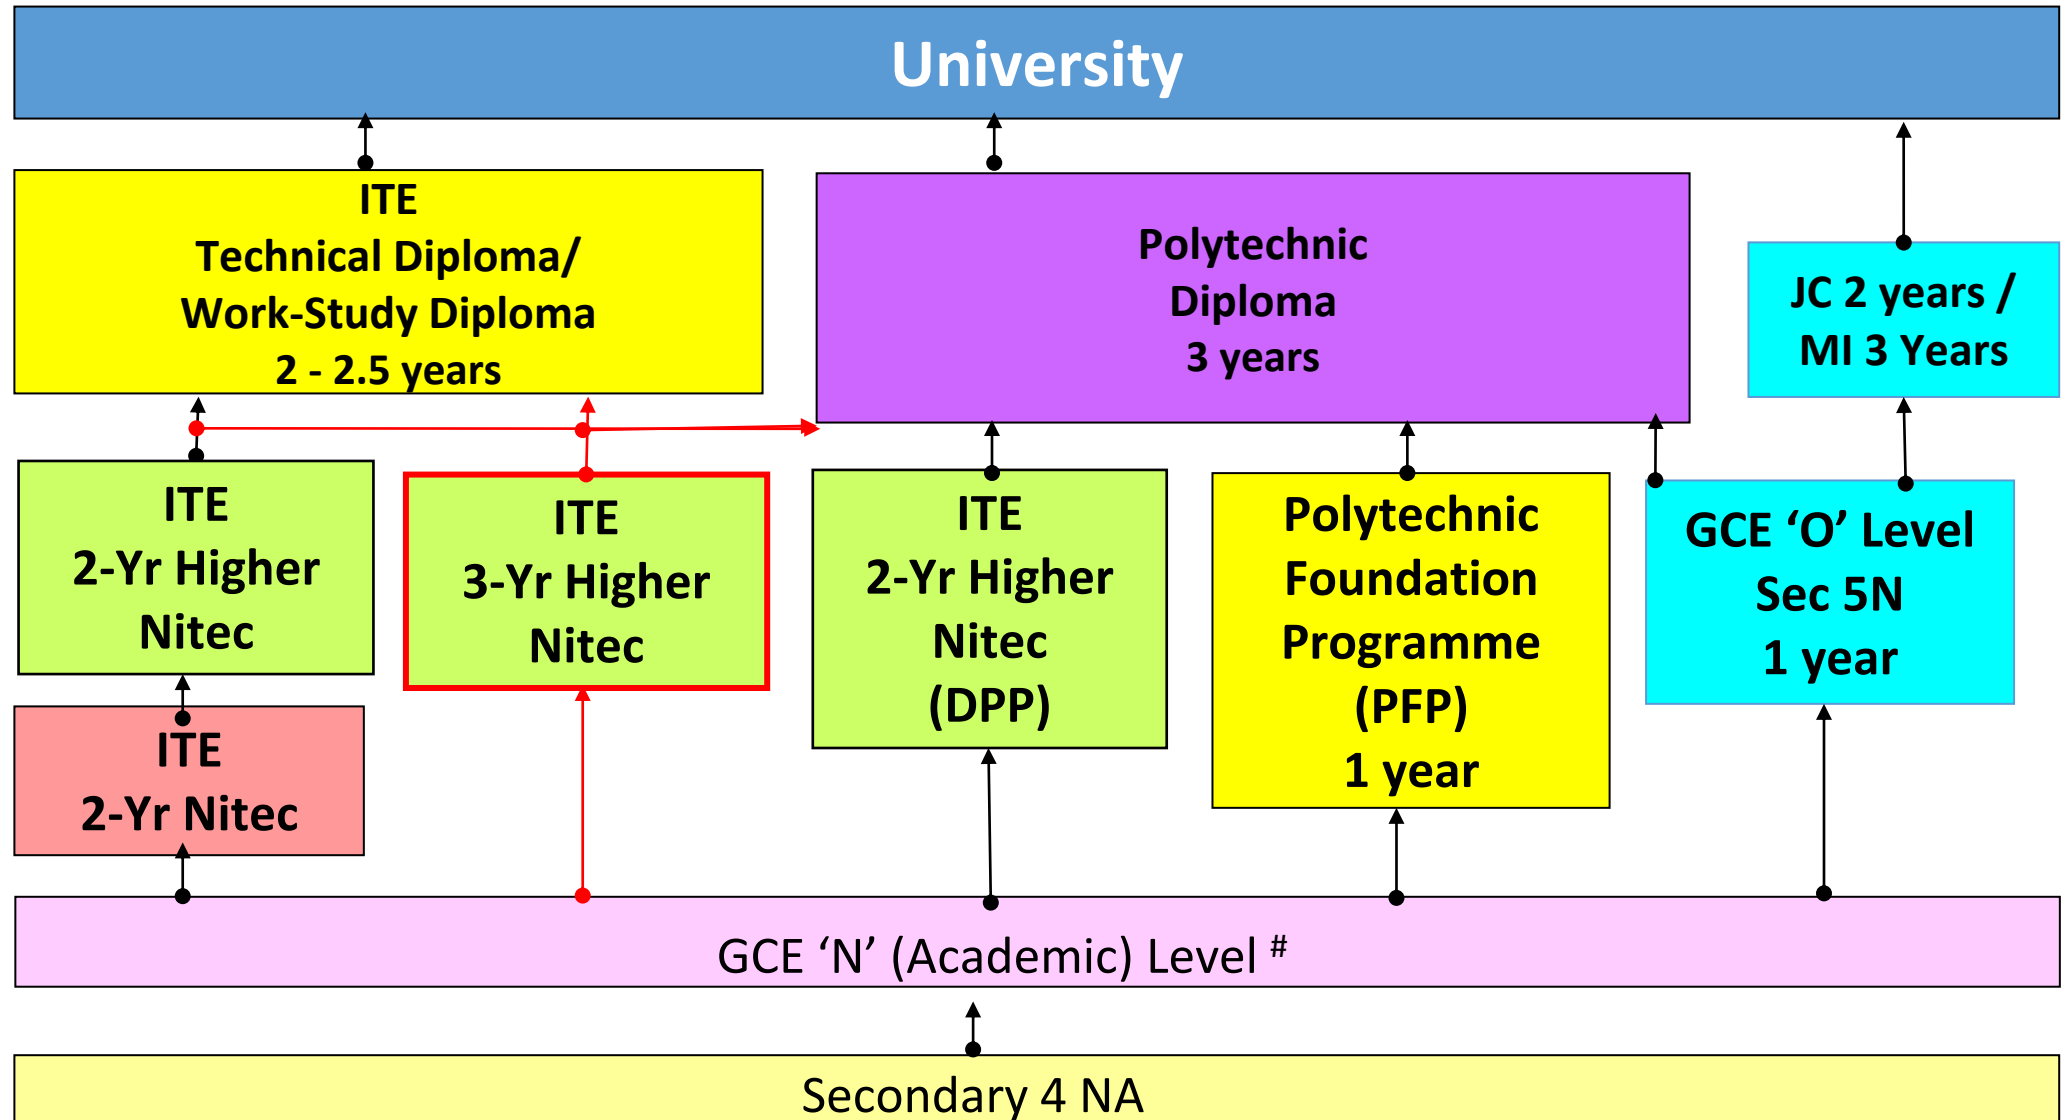 University
ITE
Technical Diploma/
Work-Study Diploma
2 - 2.5 years
Polytechnic
Diploma
3 years
JC 2 years /
MI 3 Years
ITE
2-Yr Higher
Nitec
ITE
3-Yr Higher
Nitec
ITE
2-Yr Higher
Nitec
(DPP)
Polytechnic
Foundation
Programme
(PFP)
1 year
GCE ‘O’ Level
Sec 5N
1 year
ITE
2-Yr Nitec
GCE ‘N’ (Academic) Level #
Secondary 4 NA